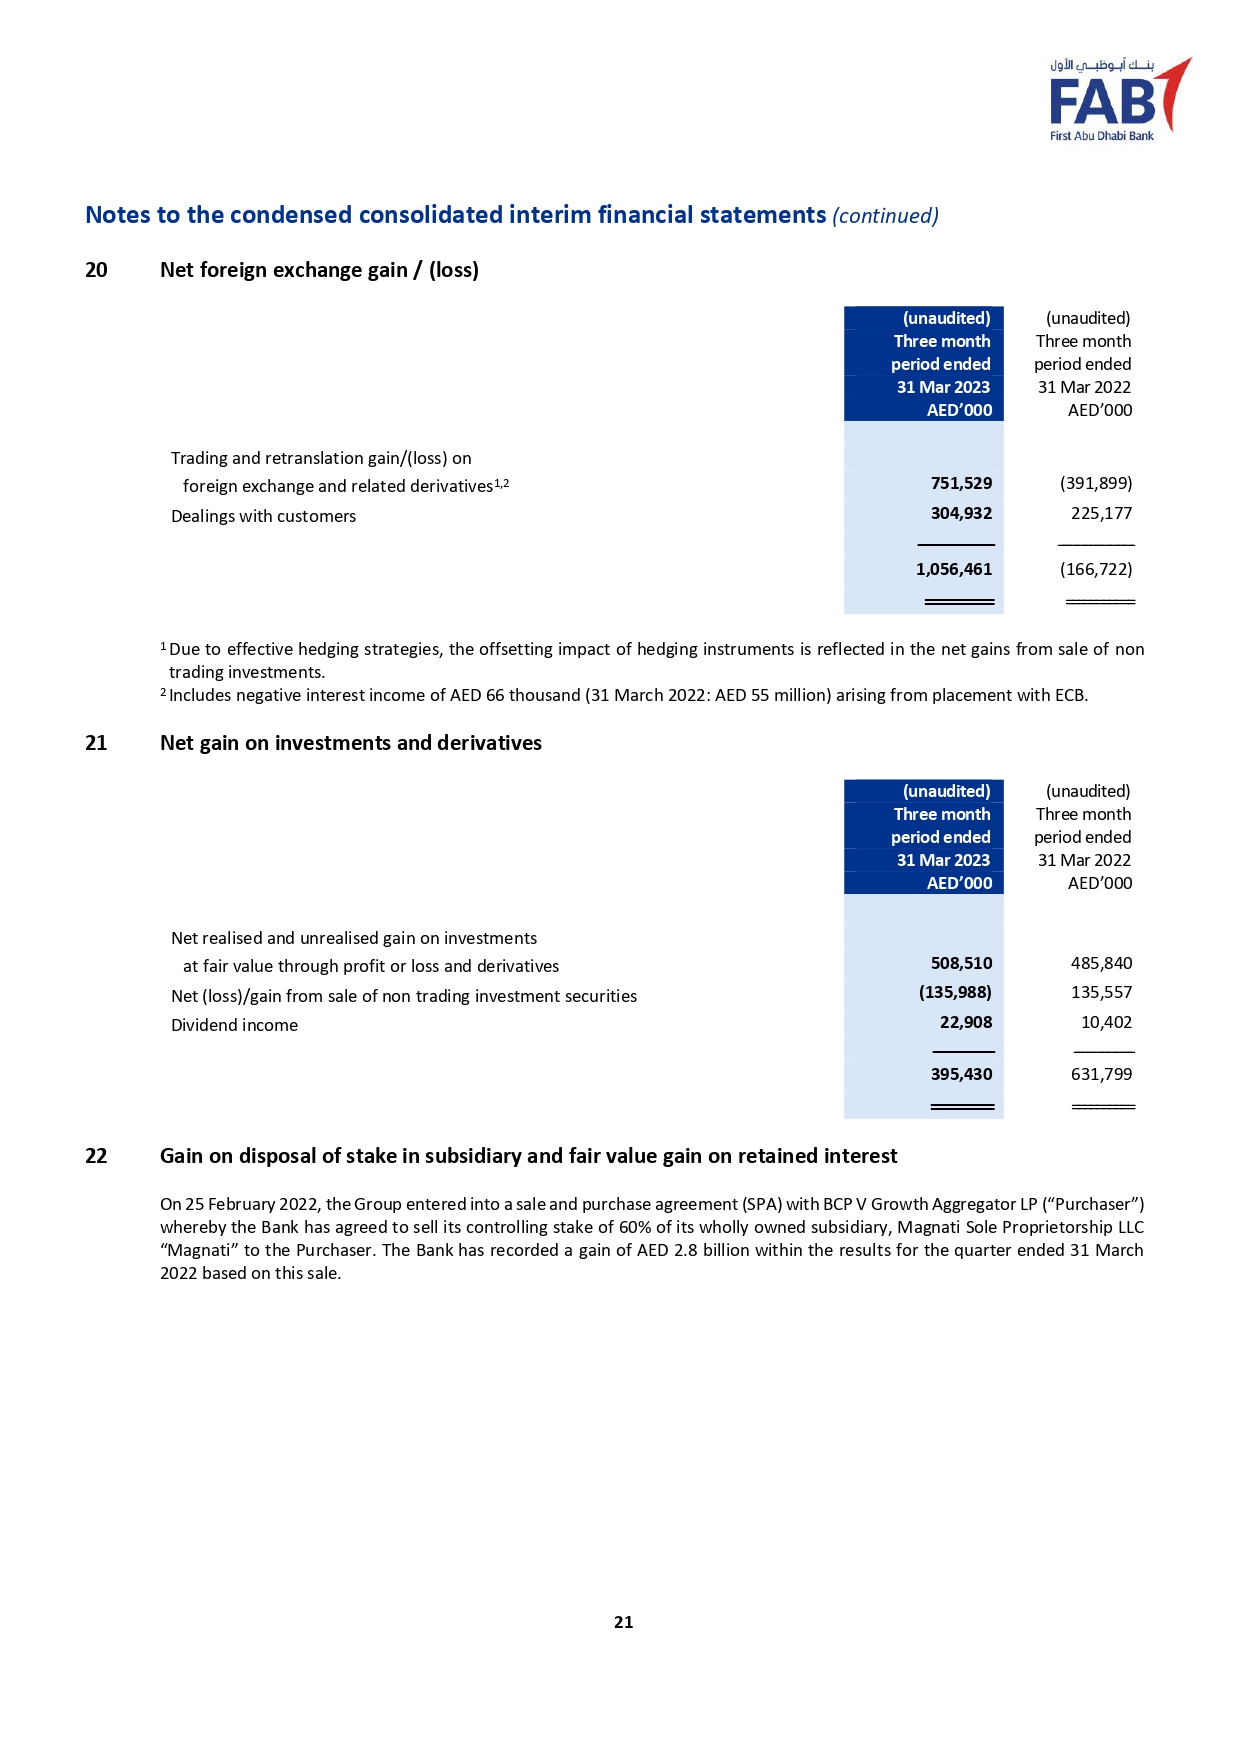 بنك أبوظبي الأول
FAB
First Abu Dhabi Bank
Notes to the condensed consolidated interim financial statements (continued)
20 Net foreign exchange gain / (loss)
(unaudited) (unaudited)
Three month Three month
period ended period ended
31 Mar 2023 31 Mar 2022
AED’000 AED’000
Trading and retranslation gain/(loss) on
foreign exchange and related derivatives1,2 751,529 (391,899)
Dealings with customers 304,932 225,177
1,056,461 (166,722)
1 Due to effective hedging strategies, the offsetting impact of hedging instruments is reflected in the net gains from sale of non
trading investments.
2 Includes negative interest income of AED 66 thousand (31 March 2022: AED 55 million) arising from placement with ECB.
21 Net gain on investments and derivatives
(unaudited) (unaudited)
Three month Three month
period ended period ended
31 Mar 2023 31 Mar 2022
AED’000 AED’000
Net realised and unrealised gain on investments
at fair value through profit or loss and derivatives 508,510 485,840
Net (loss)/gain from sale of non trading investment securities (135,988) 135,557
Dividend income 22,908 10,402
395,430 631,799
22 Gain on disposal of stake in subsidiary and fair value gain on retained interest
On 25 February 2022, the Group entered into a sale and purchase agreement (SPA) with BCP V Growth Aggregator LP (“Purchaser”)
whereby the Bank has agreed to sell its controlling stake of 60% of its wholly owned subsidiary, Magnati Sole Proprietorship LLC
“Magnati” to the Purchaser. The Bank has recorded a gain of AED 2.8 billion within the results for the quarter ended 31 March
2022 based on this sale.
21